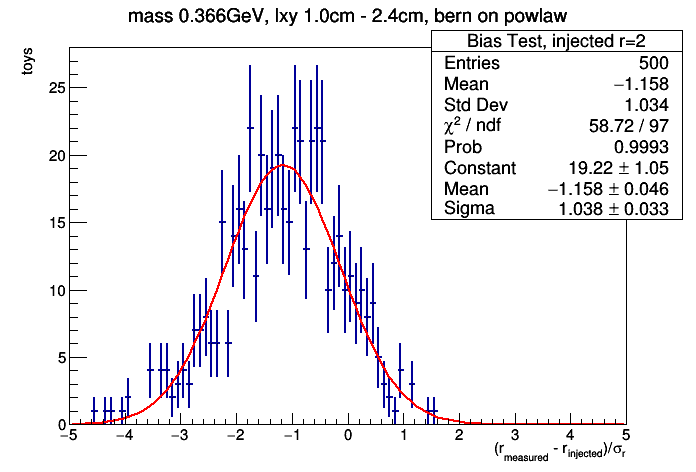 mass 0.366GeV, lxy 1.0cm - 2.4cm, bern on powlaw
Bias Test, injected r=2
Entries 500
Mean −1.158
Std Dev 1.034
χ² / ndf 58.72 / 97
Prob 0.9993
Constant 19.22 ± 1.05
Mean −1.158 ± 0.046
Sigma 1.038 ± 0.033
toys
25
20
15
10
5
0
−5 −4 −3 −2 −1 0 1 2 3 4 5
(r_measured - r_injected)/σ_r